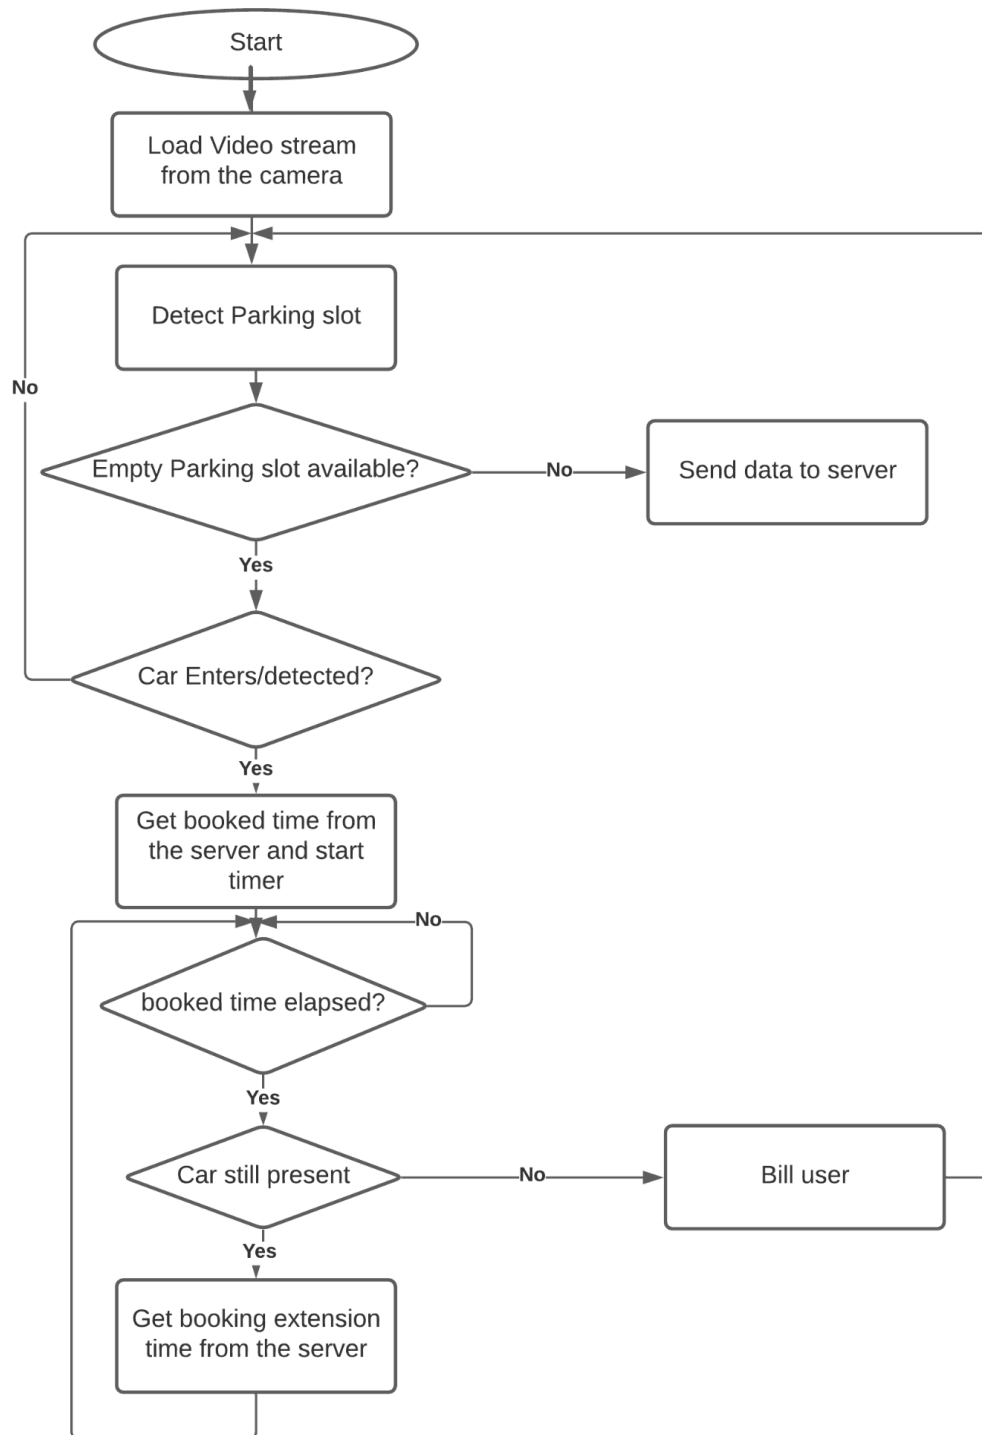 Start
Load Video stream
from the camera
Detect Parking slot
No
Empty Parking slot available?
No
Send data to server
Yes
Car Enters/detected?
Yes
Get booked time from
the server and start
timer
No
booked time elapsed?
Yes
Car still present
No
Bill user
Yes
Get booking extension
time from the server